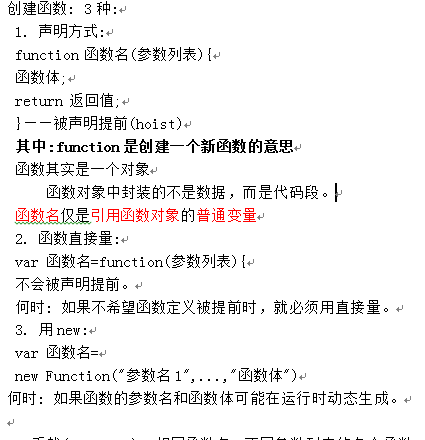 创建函数: 3种:
1. 声明方式:
function 函数名(参数列表){
函数体;
return 返回值;
}——被声明提前(hoist)
其中:function是创建一个新函数的意思
函数其实是一个对象
函数对象中封装的不是数据，而是代码段。
函数名仅是引用函数对象的普通变量
2. 函数直接量:
var 函数名=function(参数列表){
不会被声明提前。
何时: 如果不希望函数定义被提前时，就必须用直接量。
3. 用new:
var 函数名=
new Function("参数名1",...,"函数体")
何时: 如果函数的参数名和函数体可能在运行时动态生成。